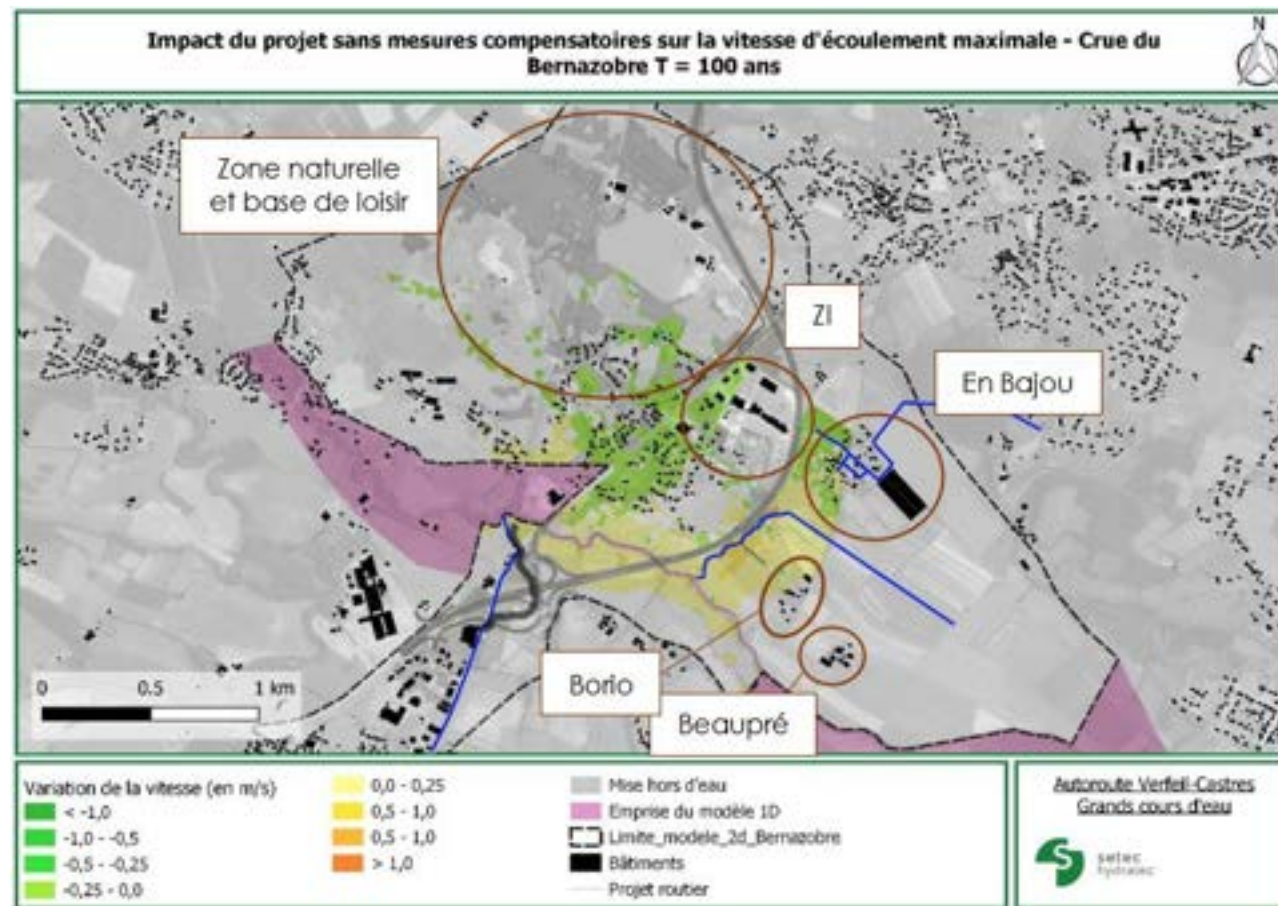 Impact du projet sans mesures compensatoires sur la vitesse d'écoulement maximale - Crue du
Bernazobre T = 100 ans
N
Zone naturelle
et base de loisir
ZI
En Bajou
Borio
Beaupré
0 0.5 1 km
Variation de la vitesse (en m/s)
< -1,0
-1,0 - -0,5
-0,5 - -0,25
-0,25 - 0,0
0,0 - 0,25
0,5 - 1,0
0,5 - 1,0
> 1,0
Mise hors d'eau
Emprise du modèle 1D
Limite_modele_2d_Bernazobre
Bâtiments
Projet routier
Autoroute Verfeil-Castres
Grands cours d'eau
setec
hydratec